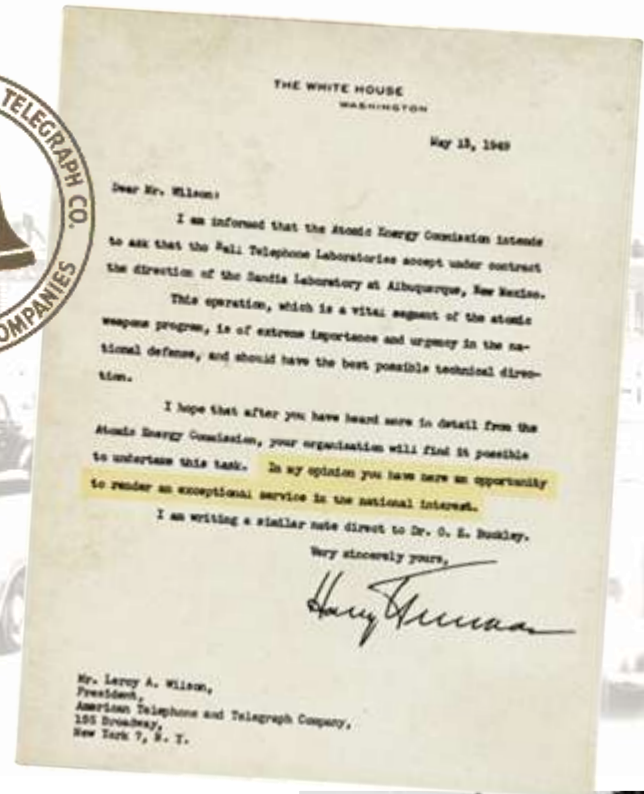 TELEGRAPH CO.
COMPANIES
THE WHITE HOUSE
WASHINGTON
May 13, 1949
Dear Mr. Wilson:
I am informed that the Atomic Energy Commission intends
to ask that the Bell Telephone Laboratories accept under contract
the direction of the Sandia Laboratory at Albuquerque, New Mexico.
This operation, which is a vital segment of the atomic
weapons program, is of extreme importance and urgency in the na-
tional defense, and should have the best possible technical direc-
tion.
I hope that after you have heard more in detail from the
Atomic Energy Commission, your organization will find it possible
to undertake this task. In my opinion you have here an opportunity
to render an exceptional service in the national interest.
I am writing a similar note direct to Dr. O. E. Buckley.
Very sincerely yours,
Harry Truman
Mr. Leroy A. Wilson,
President,
American Telephone and Telegraph Company,
195 Broadway,
New York 7, N. Y.